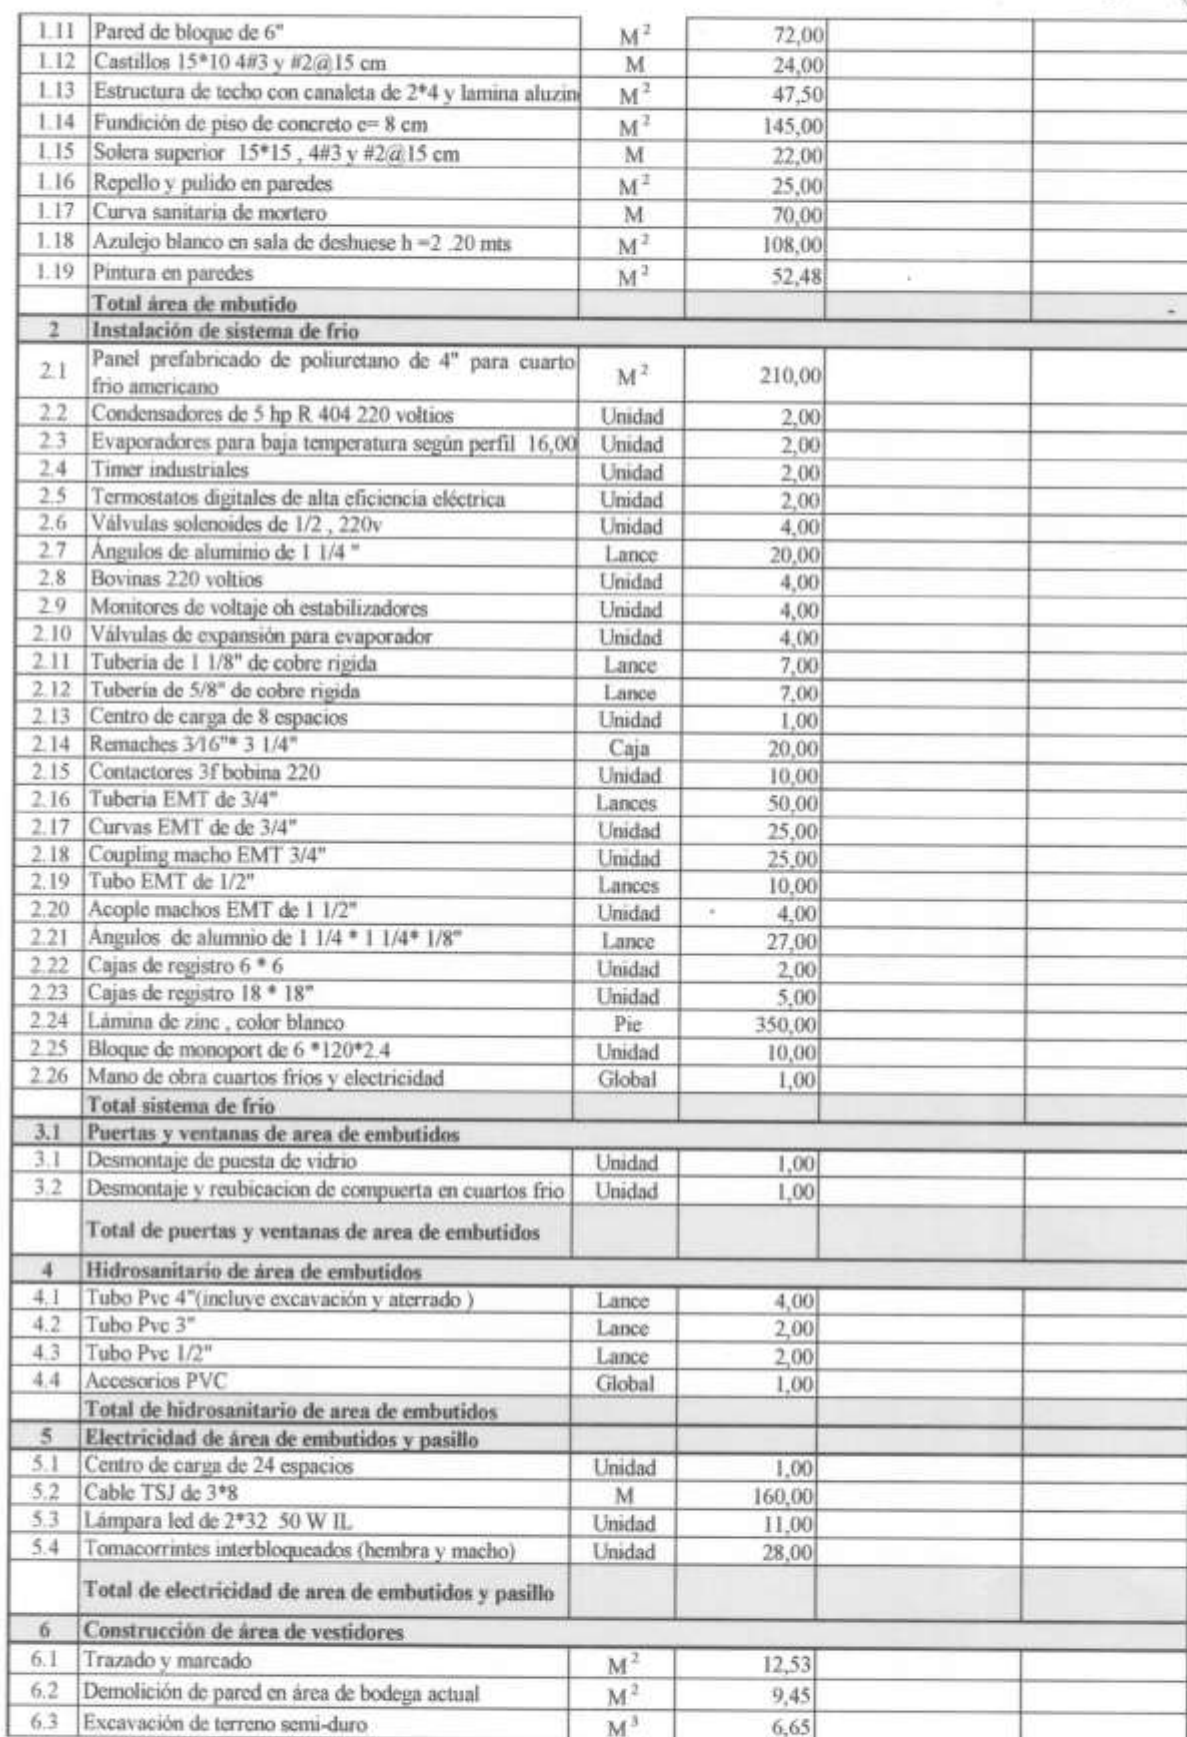 1.11 Pared de bloque de 6" M² 72,00
1.12 Castillos 15*10 4#3 y #2@15 cm M 24,00
1.13 Estructura de techo con canaleta de 2*4 y lamina aluzin M² 47,50
1.14 Fundición de piso de concreto e= 8 cm M² 145,00
1.15 Solera superior 15*15 , 4#3 y #2@15 cm M 22,00
1.16 Repello y pulido en paredes M² 25,00
1.17 Curva sanitaria de mortero M 70,00
1.18 Azulejo blanco en sala de deshuese h =2 .20 mts M² 108,00
1.19 Pintura en paredes M² 52,48
Total área de mbutido -
2 Instalación de sistema de frio
2.1 Panel prefabricado de poliuretano de 4" para cuarto
frio americano M² 210,00
2.2 Condensadores de 5 hp R 404 220 voltios Unidad 2,00
2.3 Evaporadores para baja temperatura según perfil 16,00 Unidad 2,00
2.4 Timer industriales Unidad 2,00
2.5 Termostatos digitales de alta eficiencia eléctrica Unidad 2,00
2.6 Válvulas solenoides de 1/2 , 220v Unidad 4,00
2.7 Ángulos de aluminio de 1 1/4 " Lance 20,00
2.8 Bovinas 220 voltios Unidad 4,00
2.9 Monitores de voltaje oh estabilizadores Unidad 4,00
2.10 Válvulas de expansión para evaporador Unidad 4,00
2.11 Tubería de 1 1/8" de cobre rigida Lance 7,00
2.12 Tubería de 5/8" de cobre rigida Lance 7,00
2.13 Centro de carga de 8 espacios Unidad 1,00
2.14 Remaches 3/16"* 3 1/4" Caja 20,00
2.15 Contactores 3f bobina 220 Unidad 10,00
2.16 Tuberia EMT de 3/4" Lances 50,00
2.17 Curvas EMT de de 3/4" Unidad 25,00
2.18 Coupling macho EMT 3/4" Unidad 25,00
2.19 Tubo EMT de 1/2" Lances 10,00
2.20 Acople machos EMT de 1 1/2" Unidad 4,00
2.21 Ángulos de alumnio de 1 1/4 * 1 1/4* 1/8" Lance 27,00
2.22 Cajas de registro 6 * 6 Unidad 2,00
2.23 Cajas de registro 18 * 18" Unidad 5,00
2.24 Lámina de zinc , color blanco Pie 350,00
2.25 Bloque de monoport de 6 *120*2.4 Unidad 10,00
2.26 Mano de obra cuartos frios y electricidad Global 1,00
Total sistema de frio
3.1 Puertas y ventanas de area de embutidos
3.1 Desmontaje de puesta de vidrio Unidad 1,00
3.2 Desmontaje y reubicacion de compuerta en cuartos frio Unidad 1,00
Total de puertas y ventanas de area de embutidos
4 Hidrosanitario de área de embutidos
4.1 Tubo Pvc 4"(incluye excavación y aterrado ) Lance 4,00
4.2 Tubo Pvc 3" Lance 2,00
4.3 Tubo Pvc 1/2" Lance 2,00
4.4 Accesorios PVC Global 1,00
Total de hidrosanitario de area de embutidos
5 Electricidad de área de embutidos y pasillo
5.1 Centro de carga de 24 espacios Unidad 1,00
5.2 Cable TSJ de 3*8 M 160,00
5.3 Lámpara led de 2*32 50 W IL Unidad 11,00
5.4 Tomacorrintes interbloqueados (hembra y macho) Unidad 28,00
Total de electricidad de area de embutidos y pasillo
6 Construcción de área de vestidores
6.1 Trazado y marcado M² 12,53
6.2 Demolición de pared en área de bodega actual M² 9,45
6.3 Excavación de terreno semi-duro M³ 6,65